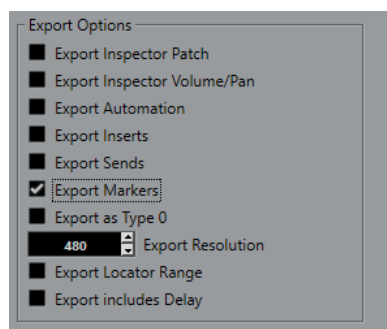 Export Options
Export Inspector Patch
Export Inspector Volume/Pan
Export Automation
Export Inserts
Export Sends
Export Markers
Export as Type 0
480 Export Resolution
Export Locator Range
Export includes Delay